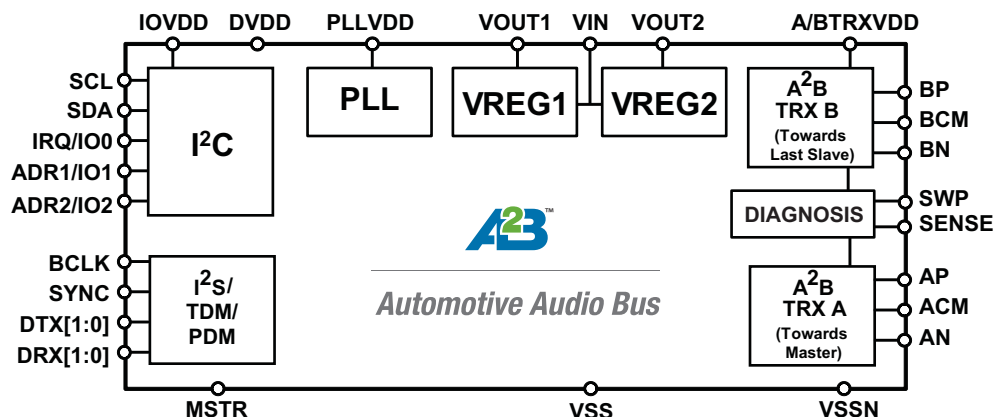 IOVDD DVDD PLLVDD VOUT1 VIN VOUT2 A/BTRXVDD
SCL
SDA
IRQ/IO0
ADR1/IO1
ADR2/IO2
I²C
PLL
VREG1
VREG2
A²B
TRX B
(Towards
Last Slave)
BP
BCM
BN
DIAGNOSIS
SWP
SENSE
A²B™
Automotive Audio Bus
BCLK
SYNC
DTX[1:0]
DRX[1:0]
I²S/
TDM/
PDM
A²B
TRX A
(Towards
Master)
AP
ACM
AN
MSTR VSS VSSN